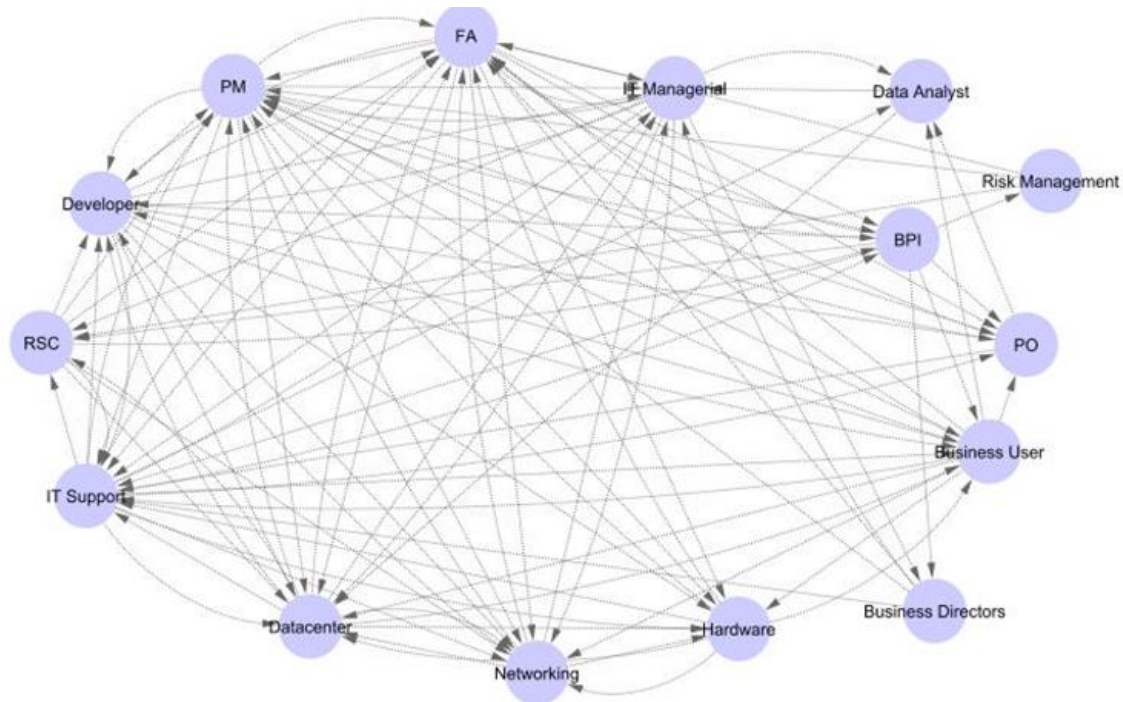 FA
PM
IT Managerial
Data Analyst
Risk Management
Developer
BPI
RSC
PO
Business User
IT Support
Business Directors
Datacenter
Hardware
Networking